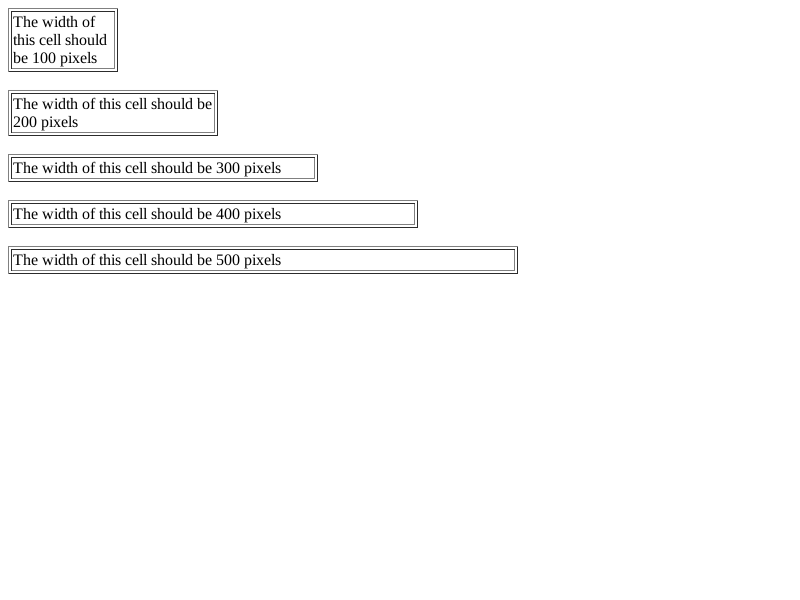 The width of
this cell should
be 100 pixels
The width of this cell should be
200 pixels
The width of this cell should be 300 pixels
The width of this cell should be 400 pixels
The width of this cell should be 500 pixels